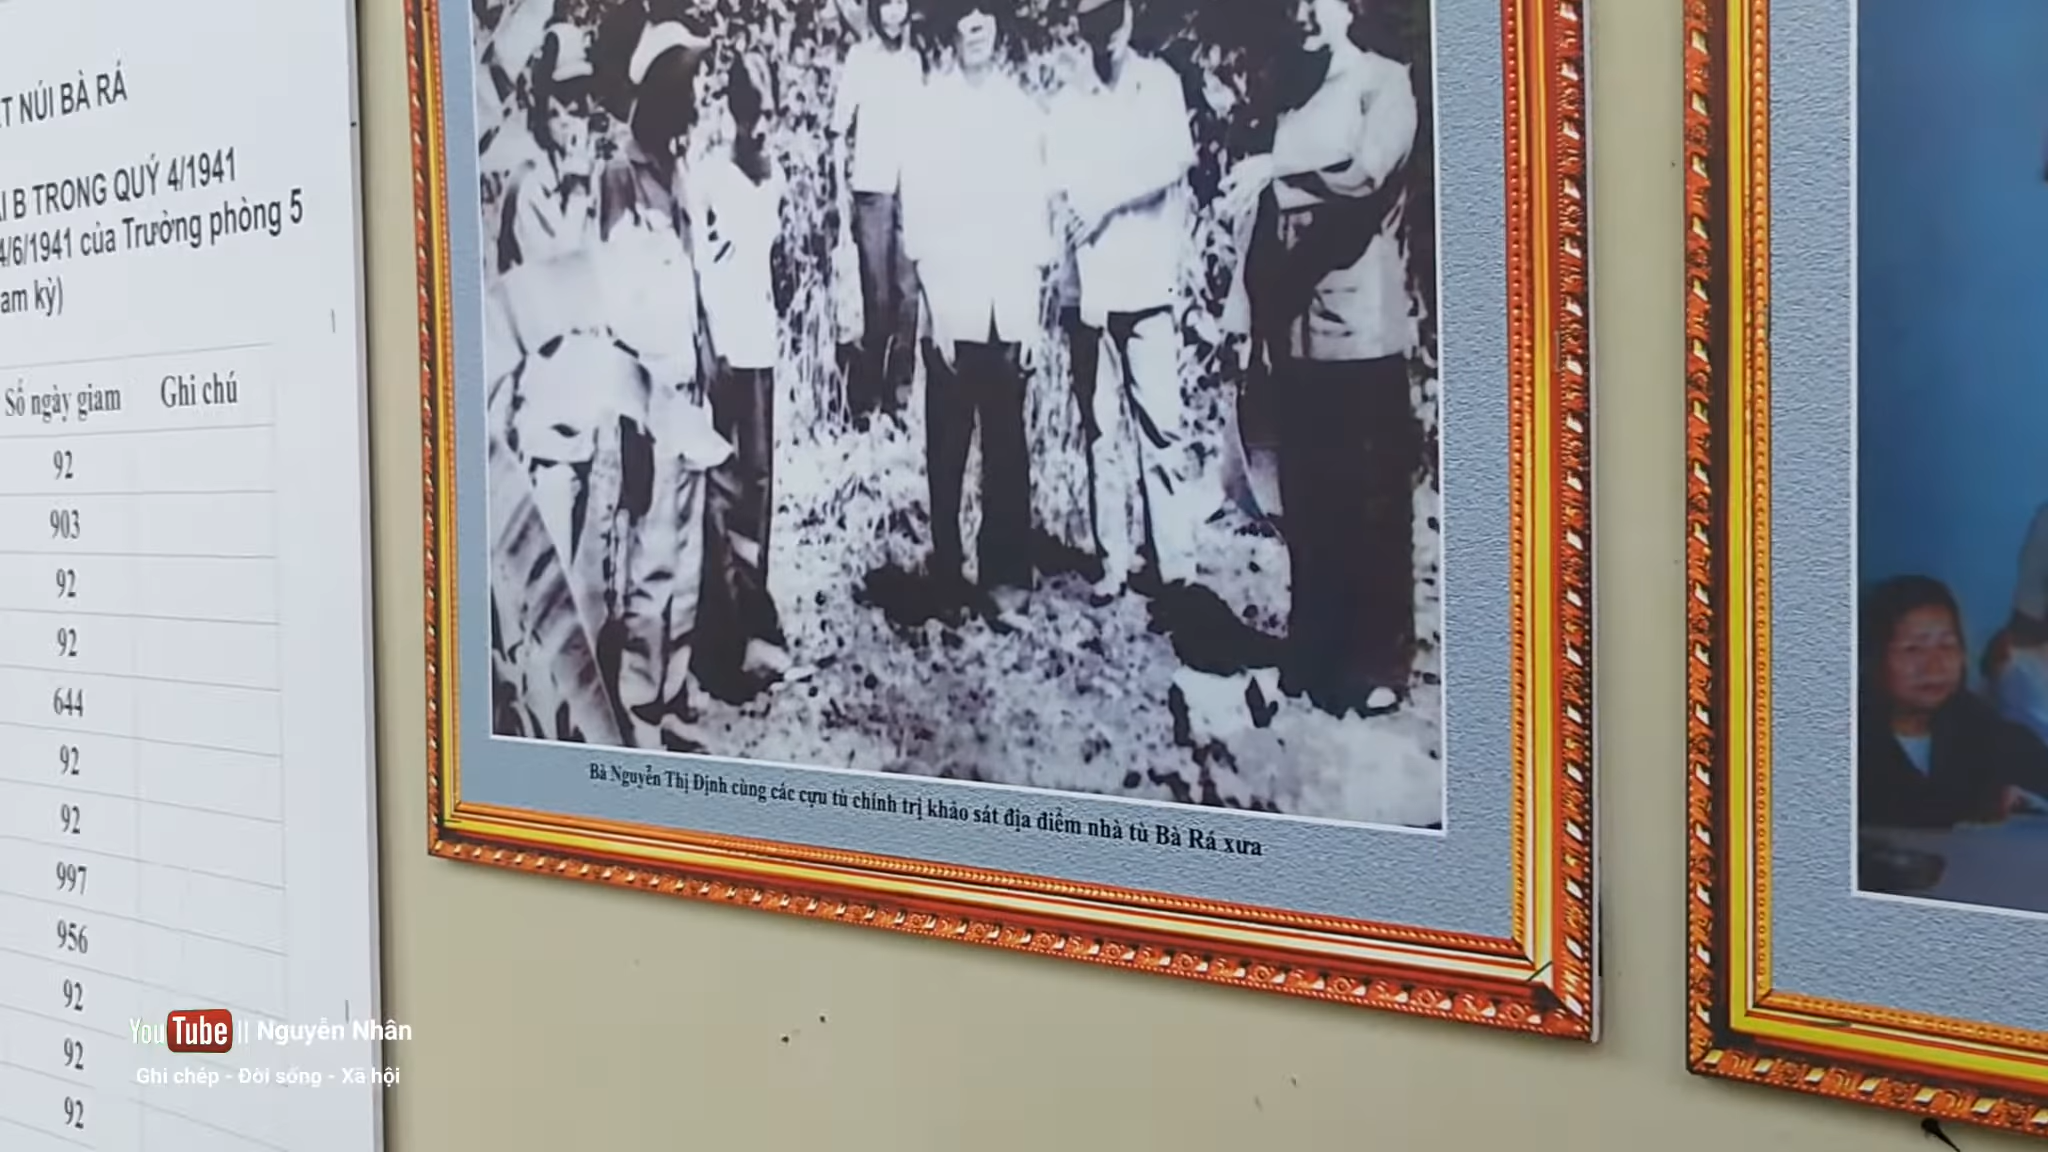 T NÚI BÀ RÁ
I B TRONG QUÝ 4/1941
4/6/1941 của Trưởng phòng 5
am kỳ)
Số ngày giam Ghi chú
92
903
92
92
644
92
92
997
956
92
92
92
Bà Nguyễn Thị Định cùng các cựu tù chính trị khảo sát địa điểm nhà tù Bà Rá xưa
YouTube || Nguyễn Nhân
Ghi chép - Đời sống - Xã hội